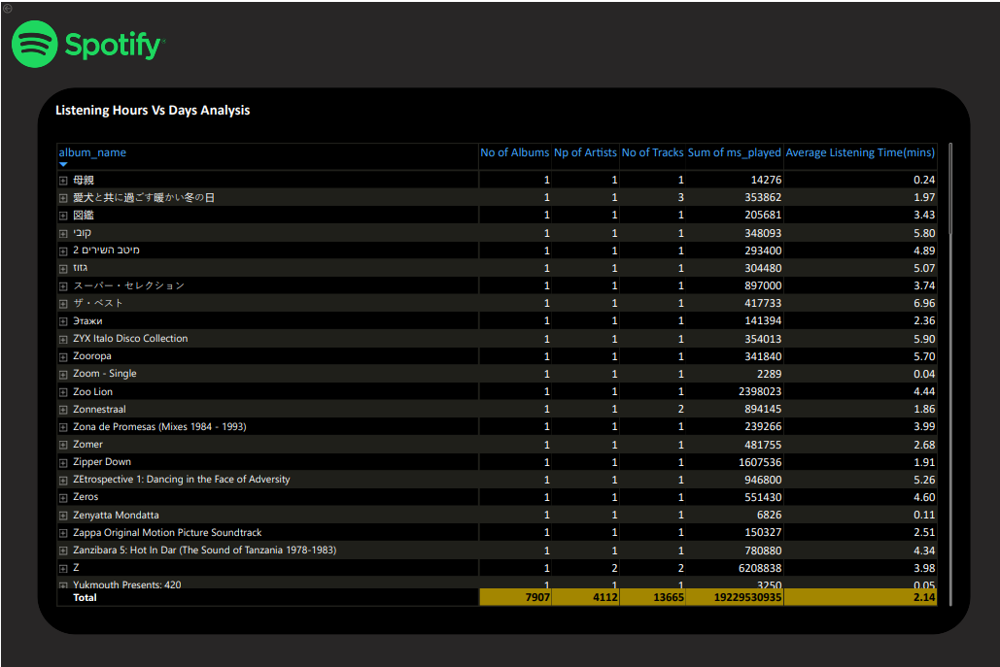 Spotify
Listening Hours Vs Days Analysis
album_name No of Albums Np of Artists No of Tracks Sum of ms_played Average Listening Time(mins)
母親 1 1 1 14276 0.24
愛犬と共に過ごす暖かい冬の日 1 1 3 353862 1.97
図鑑 1 1 1 205681 3.43
קובי 1 1 1 348093 5.80
מיטב השירים 2 1 1 1 293400 4.89
גזוז 1 1 1 304480 5.07
スーパー・セレクション 1 1 1 897000 3.74
ザ・ベスト 1 1 1 417733 6.96
Этажи 1 1 1 141394 2.36
ZYX Italo Disco Collection 1 1 1 354013 5.90
Zooropa 1 1 1 341840 5.70
Zoom - Single 1 1 1 2289 0.04
Zoo Lion 1 1 1 2398023 4.44
Zonnestraal 1 1 2 894145 1.86
Zona de Promesas (Mixes 1984 - 1993) 1 1 1 239266 3.99
Zomer 1 1 1 481755 2.68
Zipper Down 1 1 1 1607536 1.91
ZEtrospective 1: Dancing in the Face of Adversity 1 1 1 946800 5.26
Zeros 1 1 1 551430 4.60
Zenyatta Mondatta 1 1 1 6826 0.11
Zappa Original Motion Picture Soundtrack 1 1 1 150327 2.51
Zanzibara 5: Hot In Dar (The Sound of Tanzania 1978-1983) 1 1 1 780880 4.34
Z 1 2 2 6208838 3.98
Yukmouth Presents: 420 1 1 1 3250 0.05
Total 7907 4112 13665 19229530935 2.14